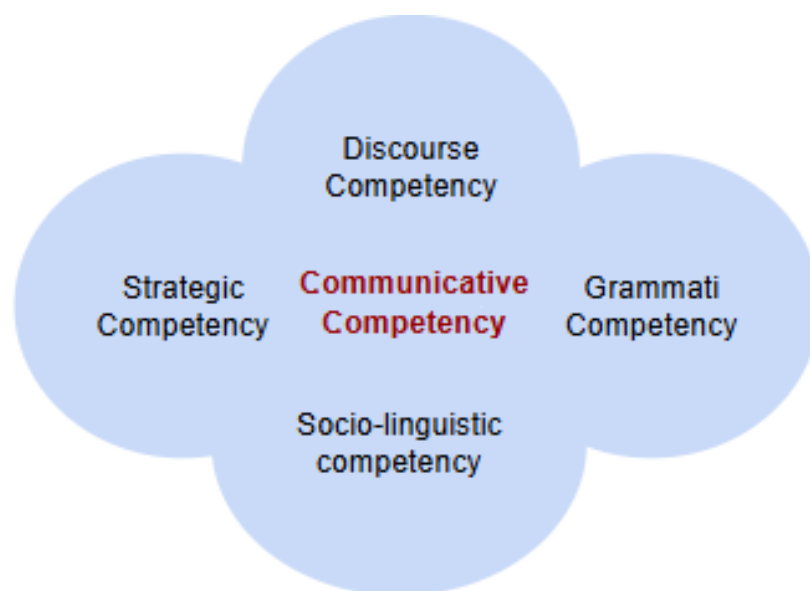 Discourse
Competency
Strategic
Competency
Communicative
Competency
Grammati
Competency
Socio-linguistic
competency